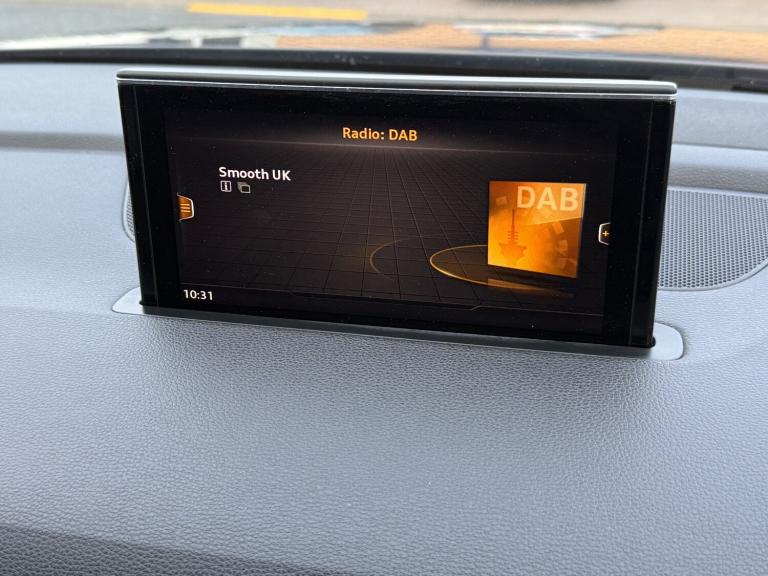 Radio: DAB
Smooth UK
DAB
10:31